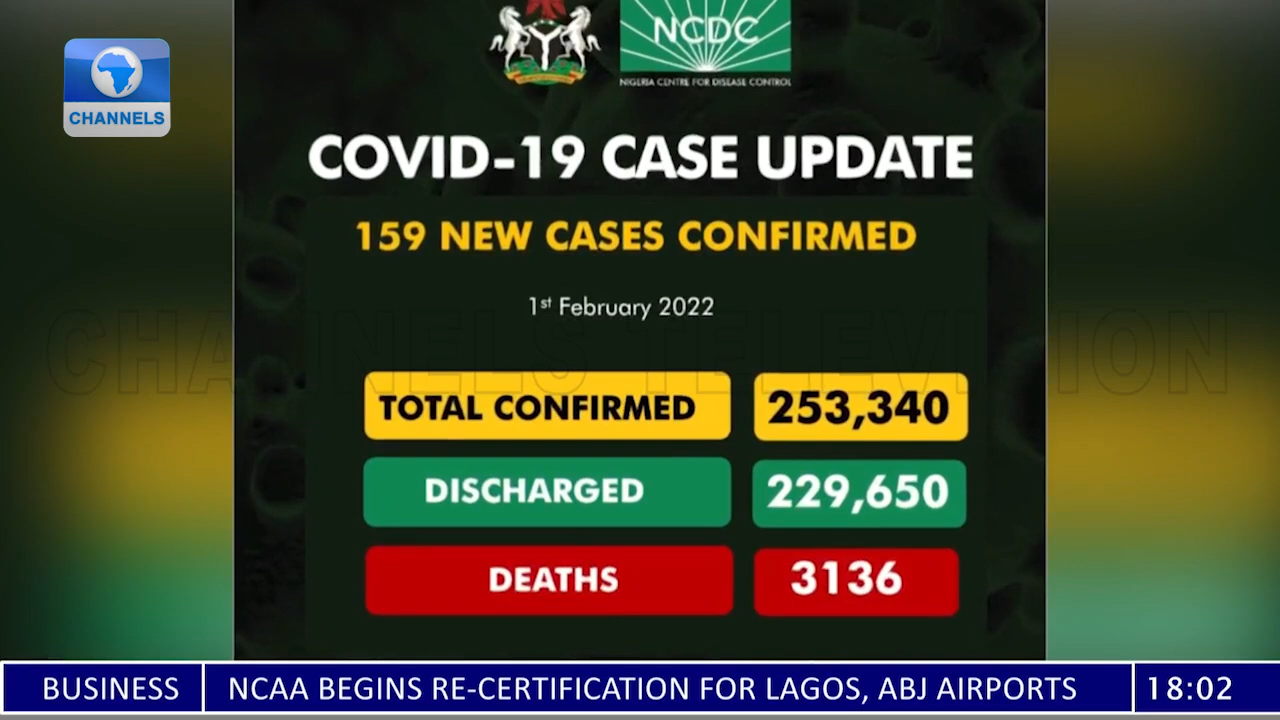 CHANNELS
NCDC
NIGERIA CENTRE FOR DISEASE CONTROL
COVID-19 CASE UPDATE
159 NEW CASES CONFIRMED
1st February 2022
CHANNELS TELEVISION
TOTAL CONFIRMED 253,340
DISCHARGED 229,650
DEATHS 3136
BUSINESS NCAA BEGINS RE-CERTIFICATION FOR LAGOS, ABJ AIRPORTS 18:02